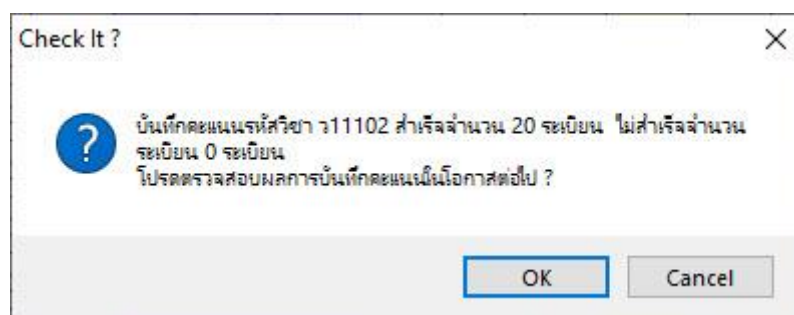 Check It ?
บันทึกคะแนนรหัสวิชา ว11102 สำเร็จจำนวน 20 ระเบียน ไม่สำเร็จจำนวน
ระเบียน 0 ระเบียน
โปรดตรวจสอบผลการบันทึกคะแนนในโอกาสต่อไป ?
OK
Cancel